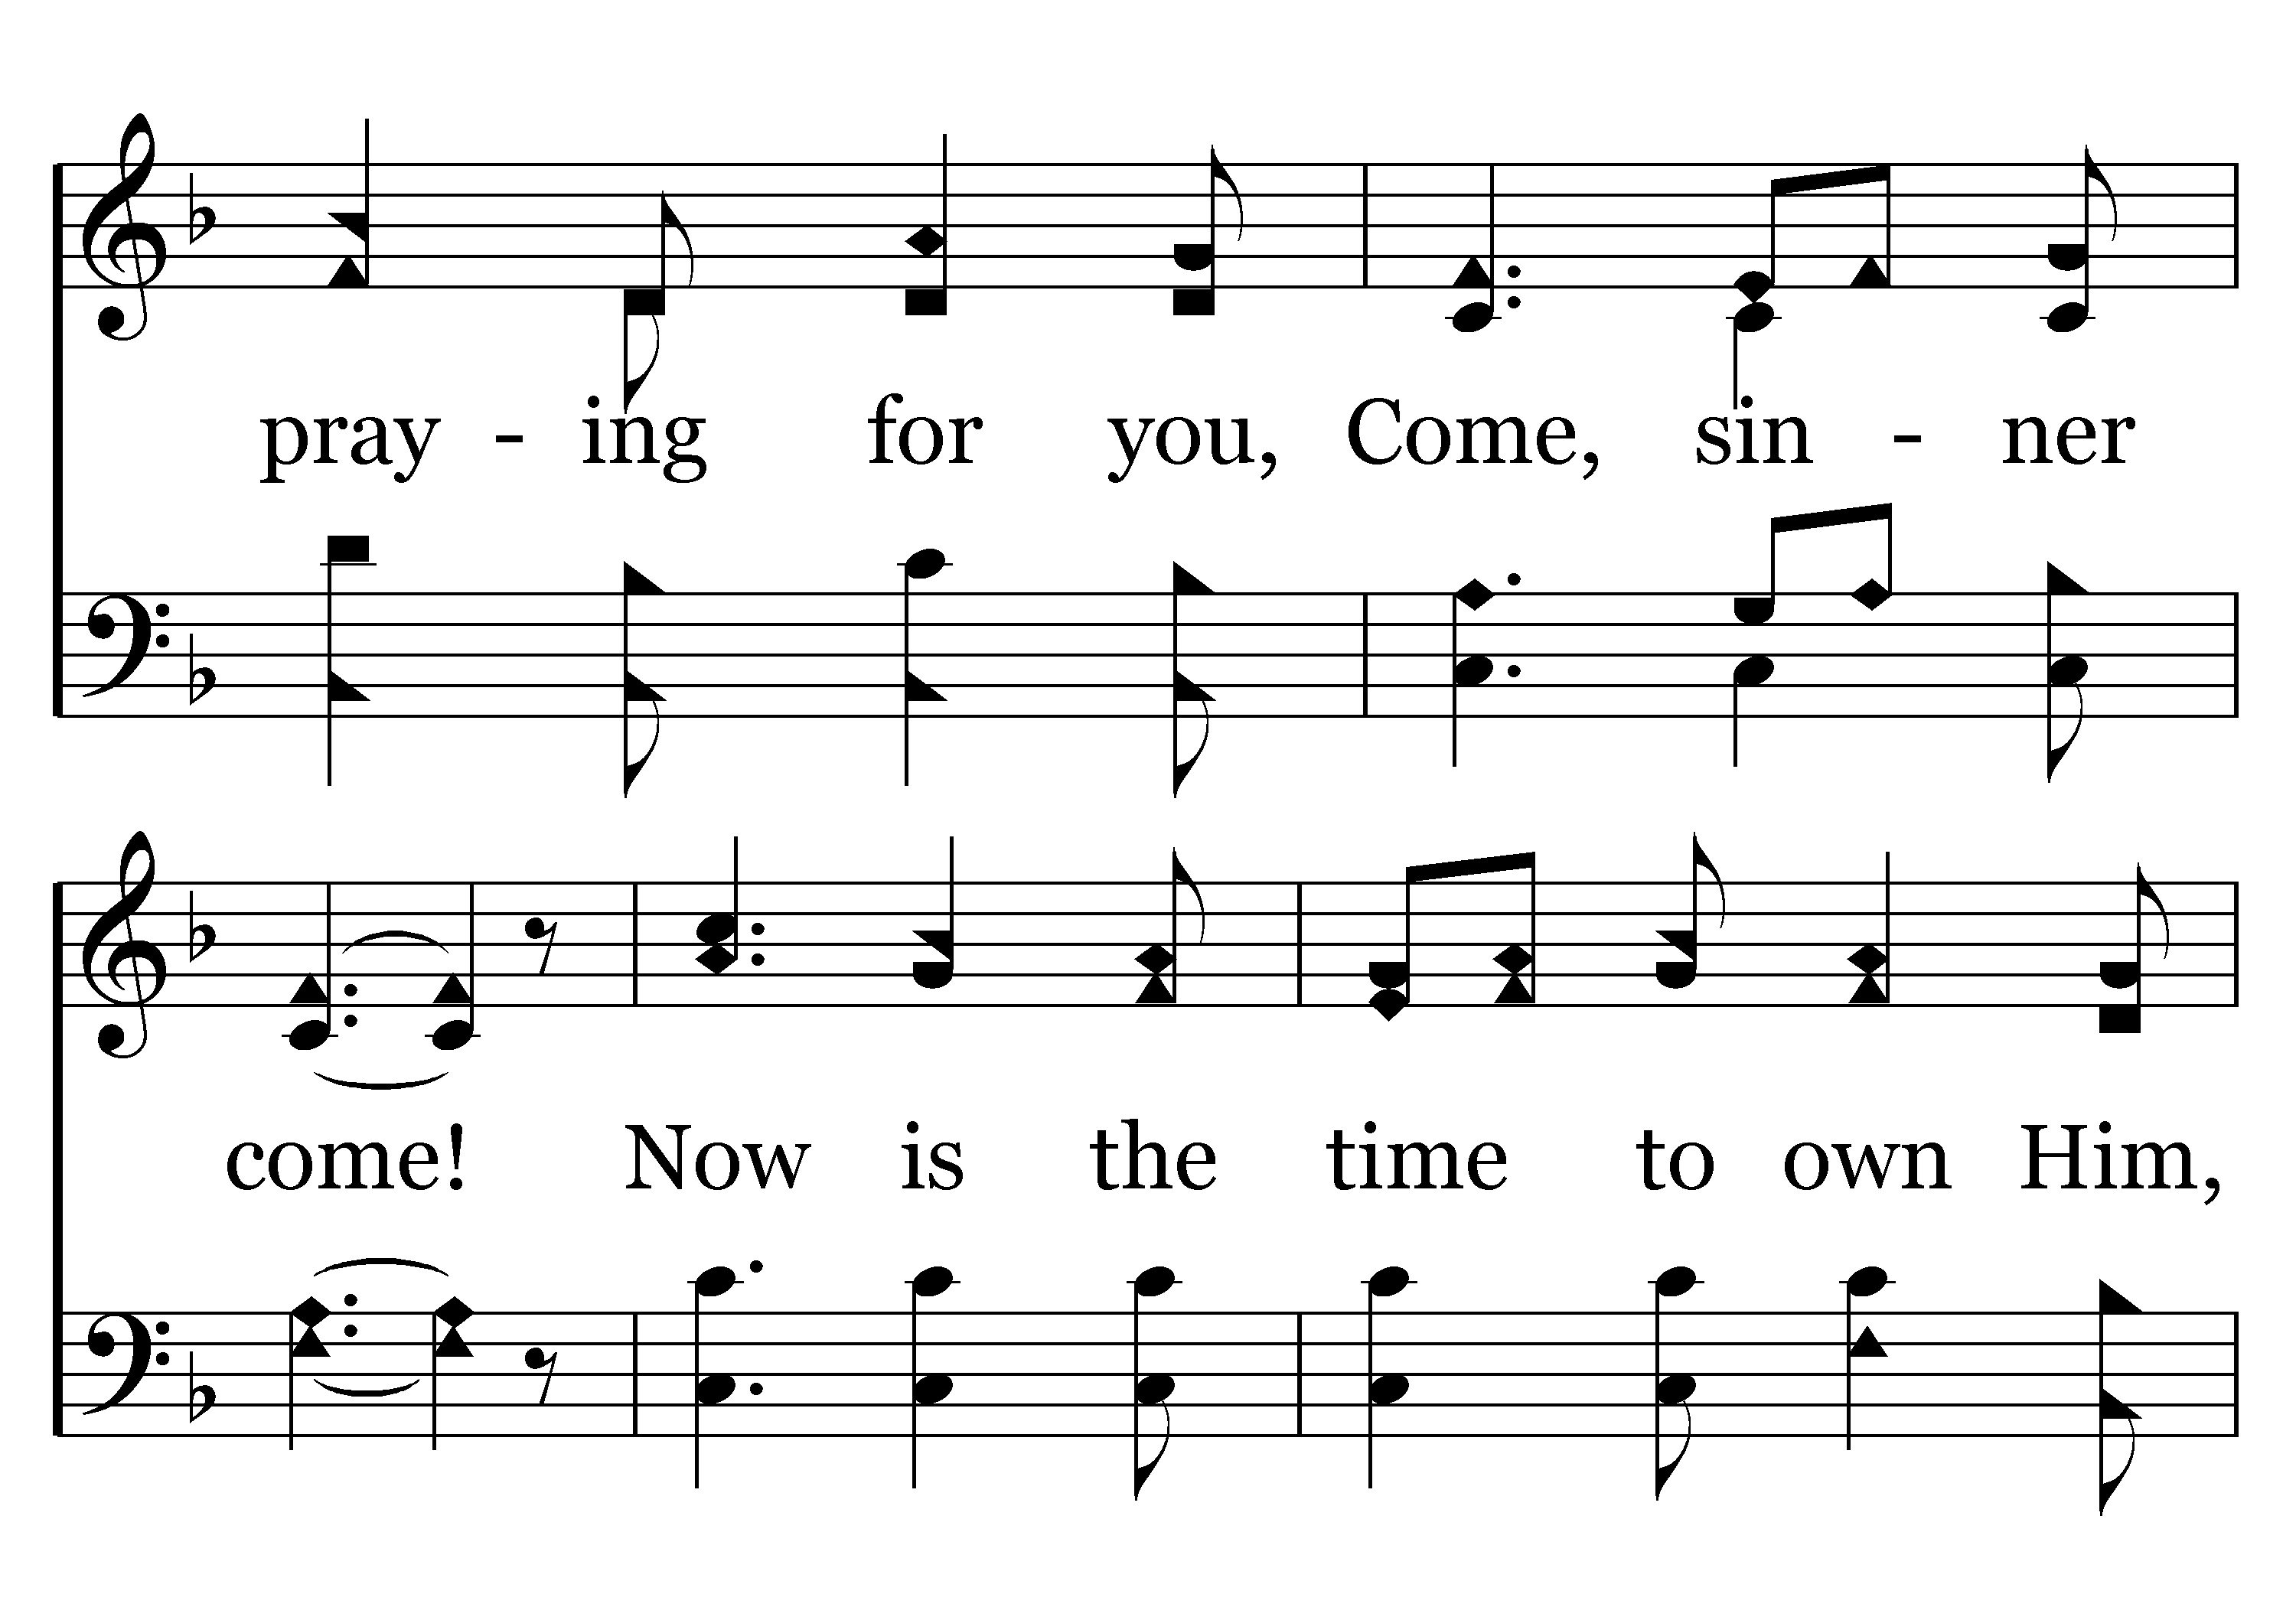 pray - ing for you, Come, sin - ner
come! Now is the time to own Him,